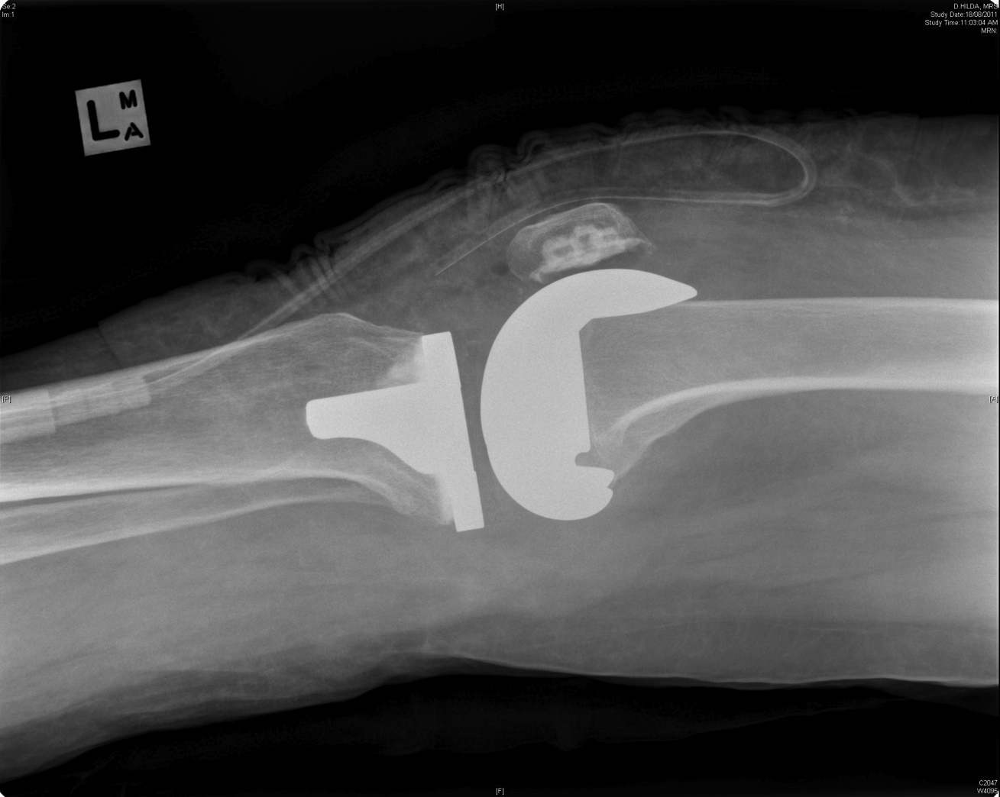 Se:2
Im:1
[H]
D.HILDA, MRS
Study Date:18/08/2011
Study Time:11:03:04 AM
MRN:
L M
A
[P]
[A]
[F]
C2047
W4095